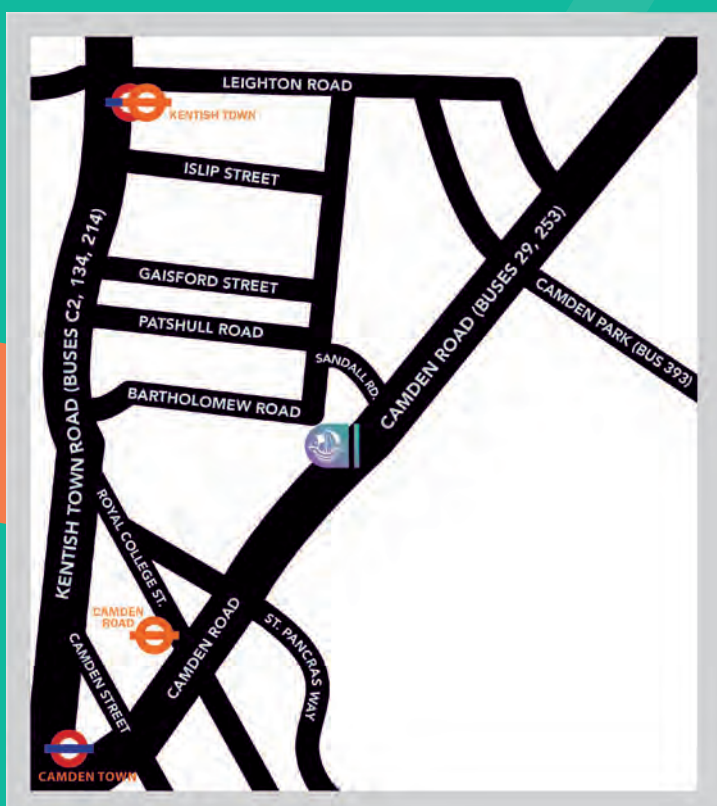 LEIGHTON ROAD
KENTISH TOWN
ISLIP STREET
KENTISH TOWN ROAD (BUSES C2, 134, 214)
GAISFORD STREET
CAMDEN ROAD (BUSES 29, 253)
CAMDEN PARK (BUS 393)
PATSHULL ROAD
SANDALL RD.
BARTHOLOMEW ROAD
ROYAL COLLEGE ST.
CAMDEN
ROAD
CAMDEN ROAD
ST. PANCRAS WAY
CAMDEN STREET
CAMDEN TOWN